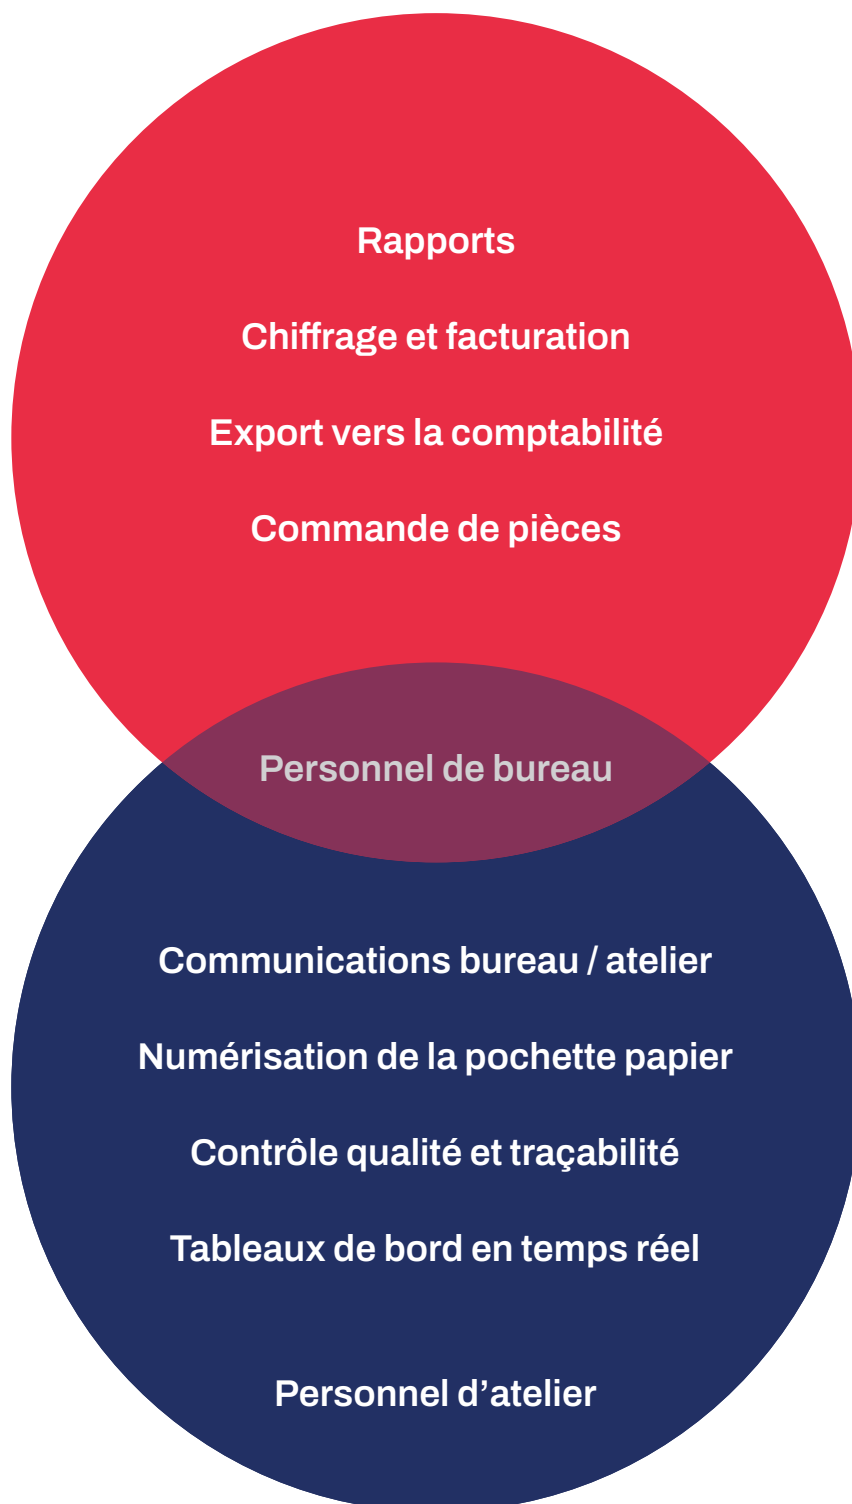 Rapports
Chiffrage et facturation
Export vers la comptabilité
Commande de pièces
Personnel de bureau
Communications bureau / atelier
Numérisation de la pochette papier
Contrôle qualité et traçabilité
Tableaux de bord en temps réel
Personnel d’atelier